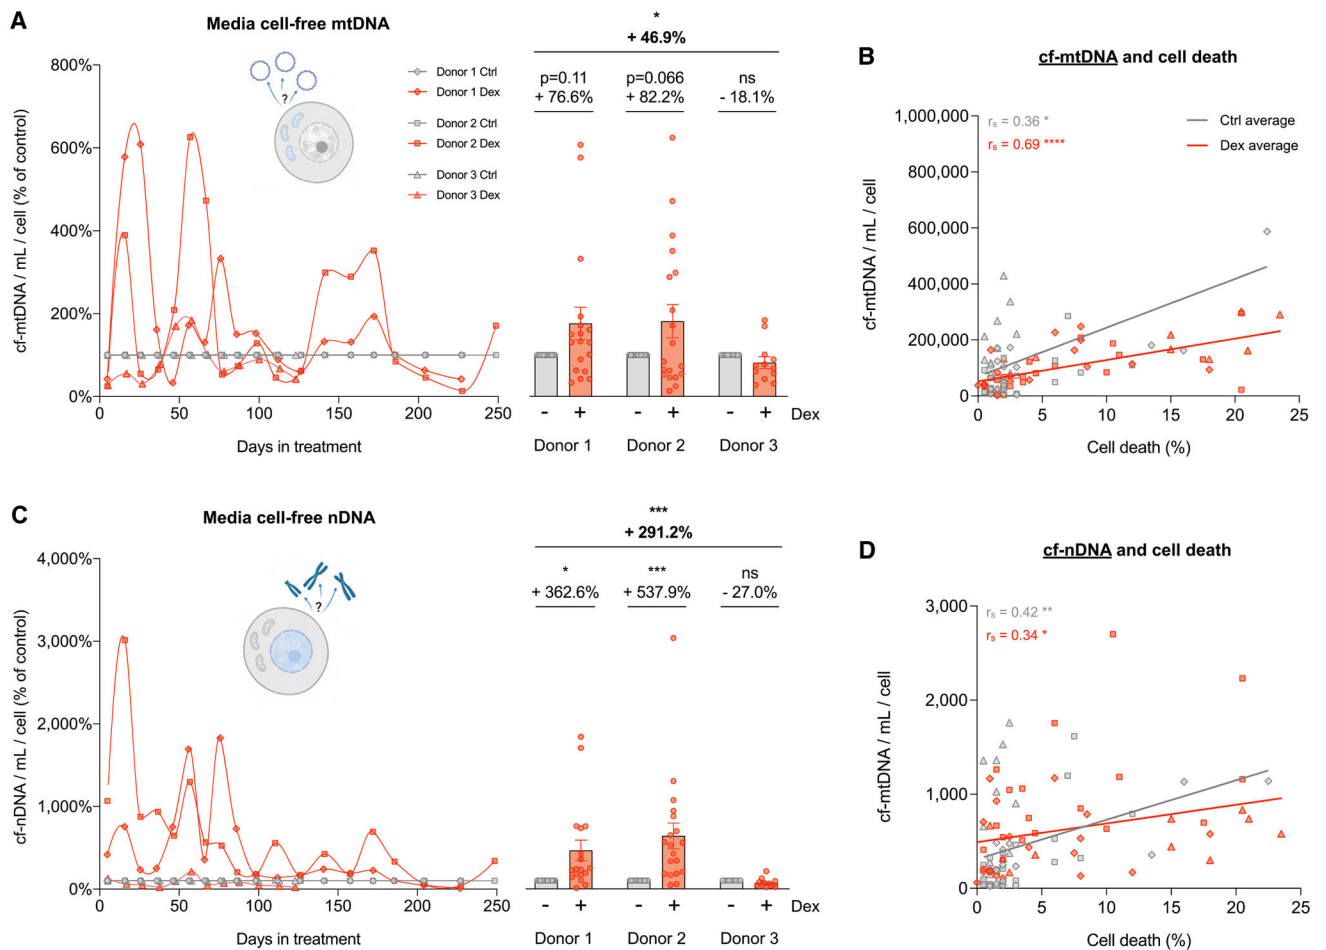 A
Media cell-free mtDNA
cf-mtDNA / mL / cell (% of control)
800%
600%
400%
200%
0%
0
50
100
150
200
250
Days in treatment
?
Donor 1 Ctrl
Donor 1 Dex
Donor 2 Ctrl
Donor 2 Dex
Donor 3 Ctrl
Donor 3 Dex
*
+ 46.9%
p=0.11
+ 76.6%
p=0.066
+ 82.2%
ns
- 18.1%
- + - + - + Dex
Donor 1 Donor 2 Donor 3
B
cf-mtDNA and cell death
cf-mtDNA / mL / cell
1,000,000
800,000
600,000
400,000
200,000
0
rs = 0.36 *
rs = 0.69 ****
Ctrl average
Dex average
0 5 10 15 20 25
Cell death (%)
C
Media cell-free nDNA
cf-nDNA / mL / cell (% of control)
4,000%
3,000%
2,000%
1,000%
0%
?
0 50 100 150 200 250
Days in treatment
***
+ 291.2%
*
+ 362.6%
***
+ 537.9%
ns
- 27.0%
- + - + - + Dex
Donor 1 Donor 2 Donor 3
D
cf-nDNA and cell death
cf-mtDNA / mL / cell
3,000
2,000
1,000
0
rs = 0.42 **
rs = 0.34 *
0 5 10 15 20 25
Cell death (%)